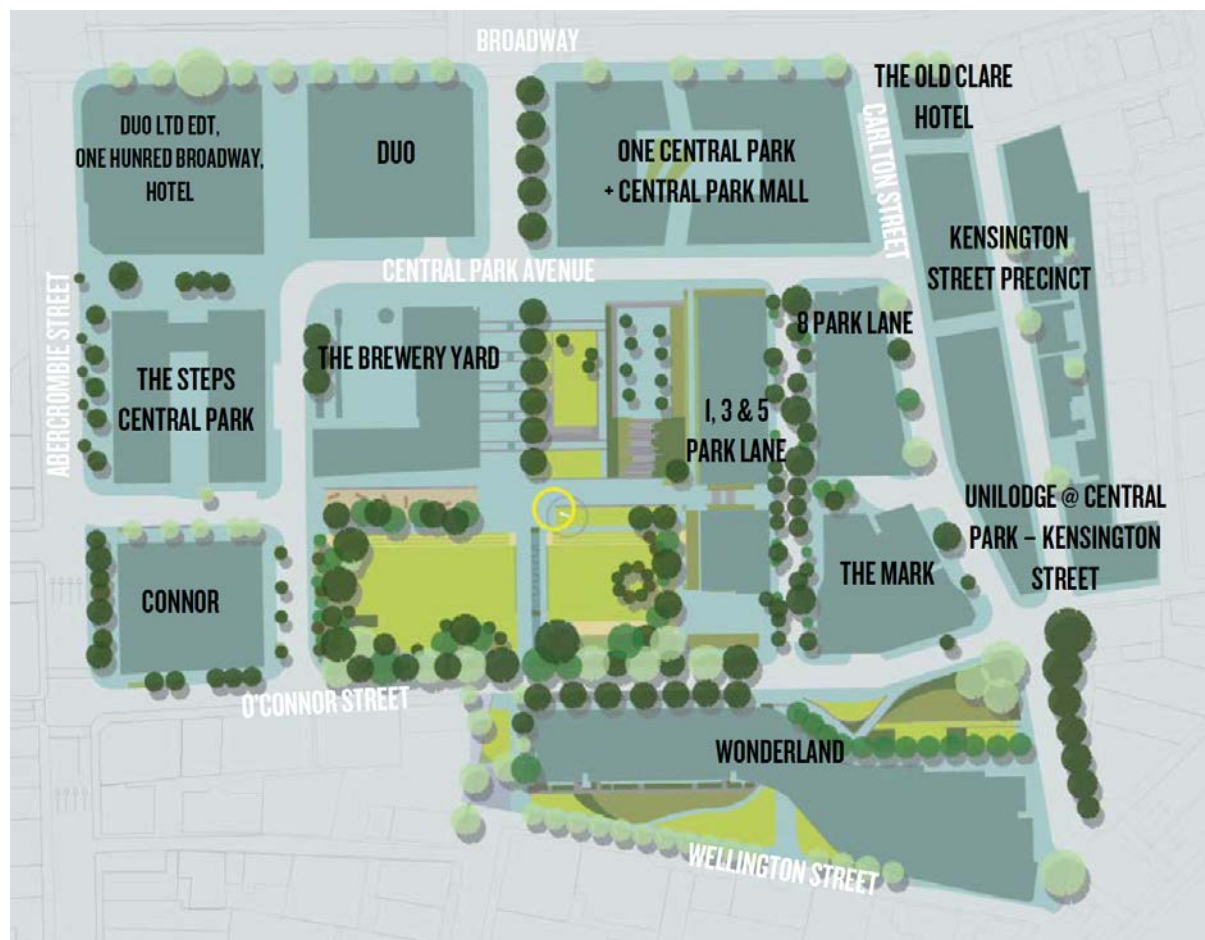 BROADWAY
THE OLD CLARE
HOTEL
DUO LTD EDT,
ONE HUNRED BROADWAY,
HOTEL
DUO
ONE CENTRAL PARK
+ CENTRAL PARK MALL
CARLTON STREET
KENSINGTON
STREET PRECINCT
CENTRAL PARK AVENUE
ABERCROMBIE STREET
THE STEPS
CENTRAL PARK
THE BREWERY YARD
8 PARK LANE
1, 3 & 5
PARK LANE
UNILODGE @ CENTRAL
PARK – KENSINGTON
STREET
CONNOR
THE MARK
O'CONNOR STREET
WONDERLAND
WELLINGTON STREET